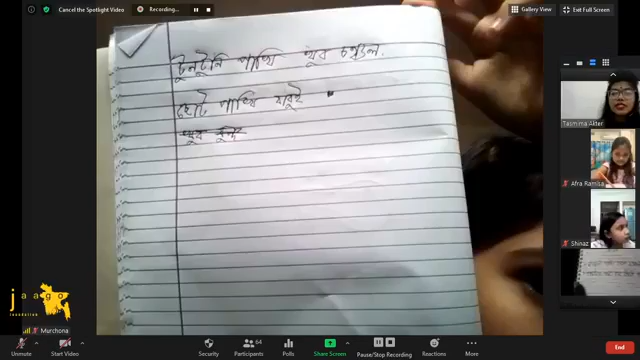 Cancel the Spotlight Video
Recording...
Gallery View
Exit Full Screen
টুনটুনি পাখি খুব চঞ্চল.
ছোট পাখি চড়ুই
খুব সুন্দ
Tasmima Akter
Afra Ramisa
Shinaz
jaago
foundation
Murchona
Unmute
Start Video
Security
Participants
64
Polls
Share Screen
Pause/Stop Recording
Reactions
More
End